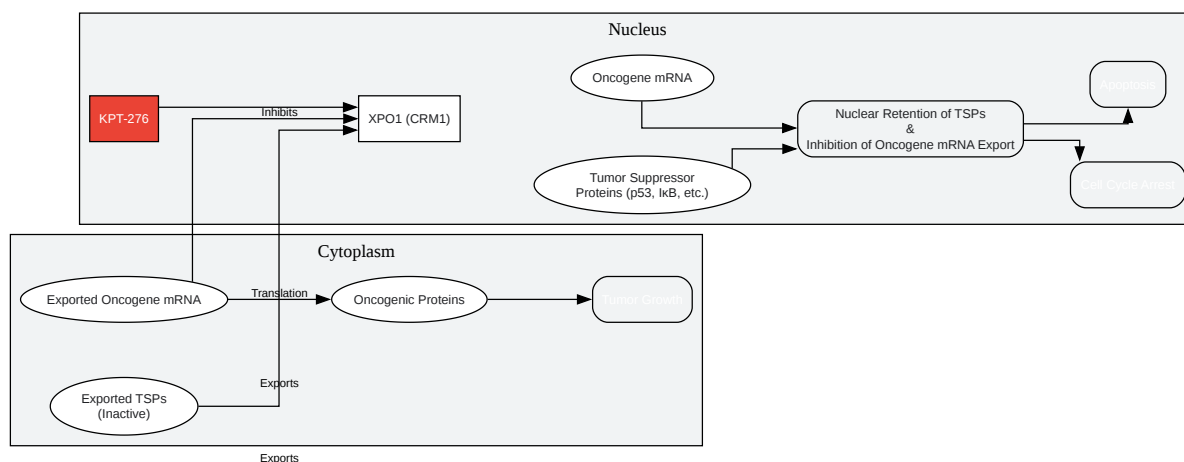 Nucleus
KPT-276
Inhibits
XPO1 (CRM1)
Oncogene mRNA
Tumor Suppressor
Proteins (p53, IκB, etc.)
Nuclear Retention of TSPs
&
Inhibition of Oncogene mRNA Export
Apoptosis
Cell Cycle Arrest
Cytoplasm
Exported Oncogene mRNA
Translation
Oncogenic Proteins
Tumor Growth
Exported TSPs
(Inactive)
Exports
Exports